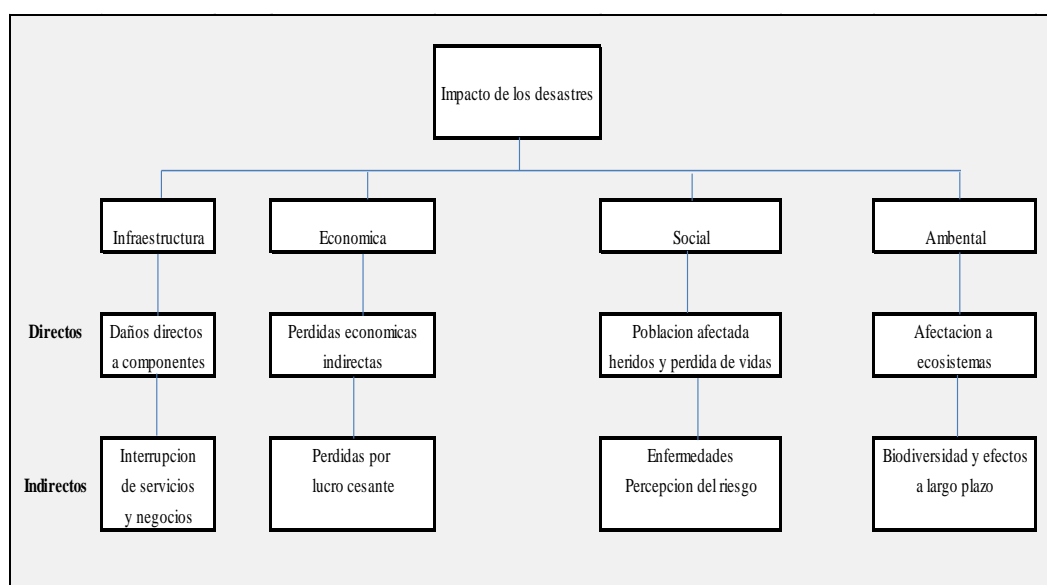 Impacto de los desastres
Infraestructura
Economica
Social
Ambental
Directos
Daños directos
a componentes
Perdidas economicas
indirectas
Poblacion afectada
heridos y perdida de vidas
Afectacion a
ecosistemas
Indirectos
Interrupcion
de servicios
y negocios
Perdidas por
lucro cesante
Enfermedades
Percepcion del riesgo
Biodiversidad y efectos
a largo plazo